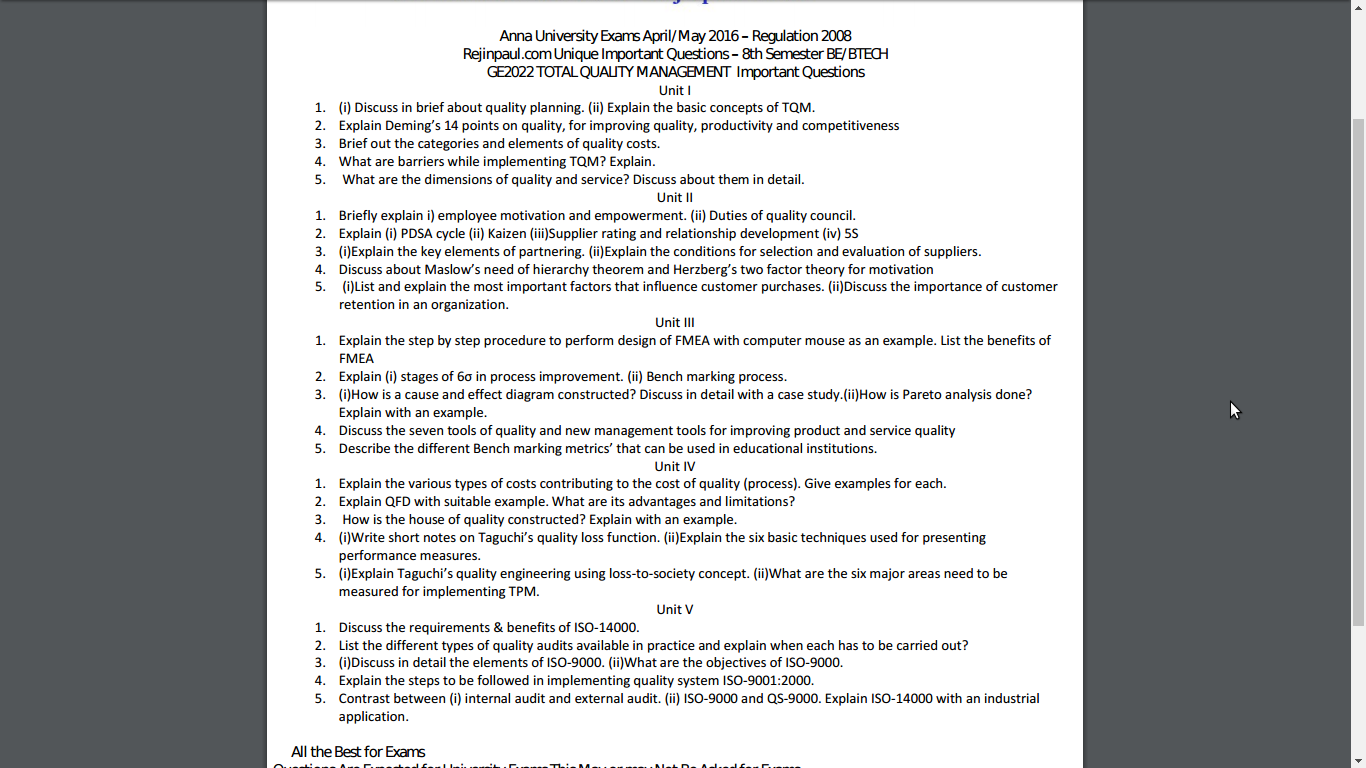 Anna University Exams April/May 2016 – Regulation 2008
Rejinpaul.com Unique Important Questions – 8th Semester BE/BTECH
GE2022 TOTAL QUALITY MANAGEMENT Important Questions
Unit I
1. (i) Discuss in brief about quality planning. (ii) Explain the basic concepts of TQM.
2. Explain Deming's 14 points on quality, for improving quality, productivity and competitiveness
3. Brief out the categories and elements of quality costs.
4. What are barriers while implementing TQM? Explain.
5. What are the dimensions of quality and service? Discuss about them in detail.
Unit II
1. Briefly explain i) employee motivation and empowerment. (ii) Duties of quality council.
2. Explain (i) PDSA cycle (ii) Kaizen (iii)Supplier rating and relationship development (iv) 5S
3. (i)Explain the key elements of partnering. (ii)Explain the conditions for selection and evaluation of suppliers.
4. Discuss about Maslow's need of hierarchy theorem and Herzberg's two factor theory for motivation
5. (i)List and explain the most important factors that influence customer purchases. (ii)Discuss the importance of customer
retention in an organization.
Unit III
1. Explain the step by step procedure to perform design of FMEA with computer mouse as an example. List the benefits of
FMEA
2. Explain (i) stages of 6σ in process improvement. (ii) Bench marking process.
3. (i)How is a cause and effect diagram constructed? Discuss in detail with a case study.(ii)How is Pareto analysis done?
Explain with an example.
4. Discuss the seven tools of quality and new management tools for improving product and service quality
5. Describe the different Bench marking metrics' that can be used in educational institutions.
Unit IV
1. Explain the various types of costs contributing to the cost of quality (process). Give examples for each.
2. Explain QFD with suitable example. What are its advantages and limitations?
3. How is the house of quality constructed? Explain with an example.
4. (i)Write short notes on Taguchi's quality loss function. (ii)Explain the six basic techniques used for presenting
performance measures.
5. (i)Explain Taguchi's quality engineering using loss-to-society concept. (ii)What are the six major areas need to be
measured for implementing TPM.
Unit V
1. Discuss the requirements & benefits of ISO-14000.
2. List the different types of quality audits available in practice and explain when each has to be carried out?
3. (i)Discuss in detail the elements of ISO-9000. (ii)What are the objectives of ISO-9000.
4. Explain the steps to be followed in implementing quality system ISO-9001:2000.
5. Contrast between (i) internal audit and external audit. (ii) ISO-9000 and QS-9000. Explain ISO-14000 with an industrial
application.
All the Best for Exams
Questions Are Expected for University Exams This May or may Not Be Asked for Exams